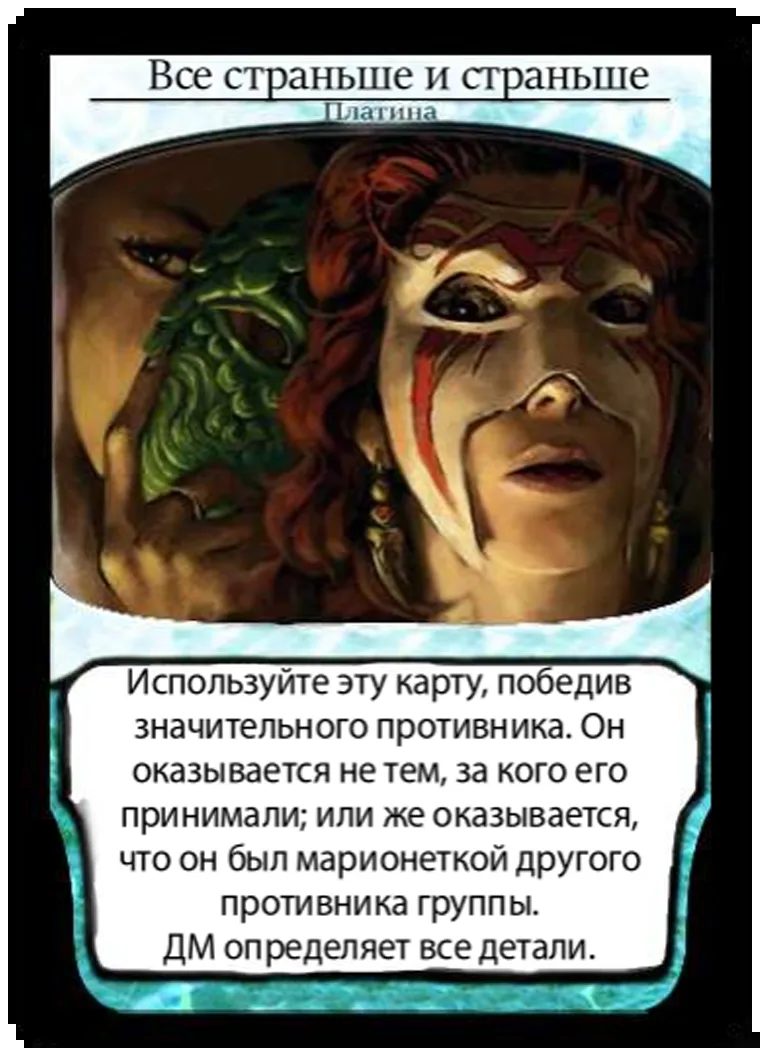 Все страньше и страньше
Платина
Используйте эту карту, победив
значительного противника. Он
оказывается не тем, за кого его
принимали; или же оказывается,
что он был марионеткой другого
противника группы.
ДМ определяет все детали.